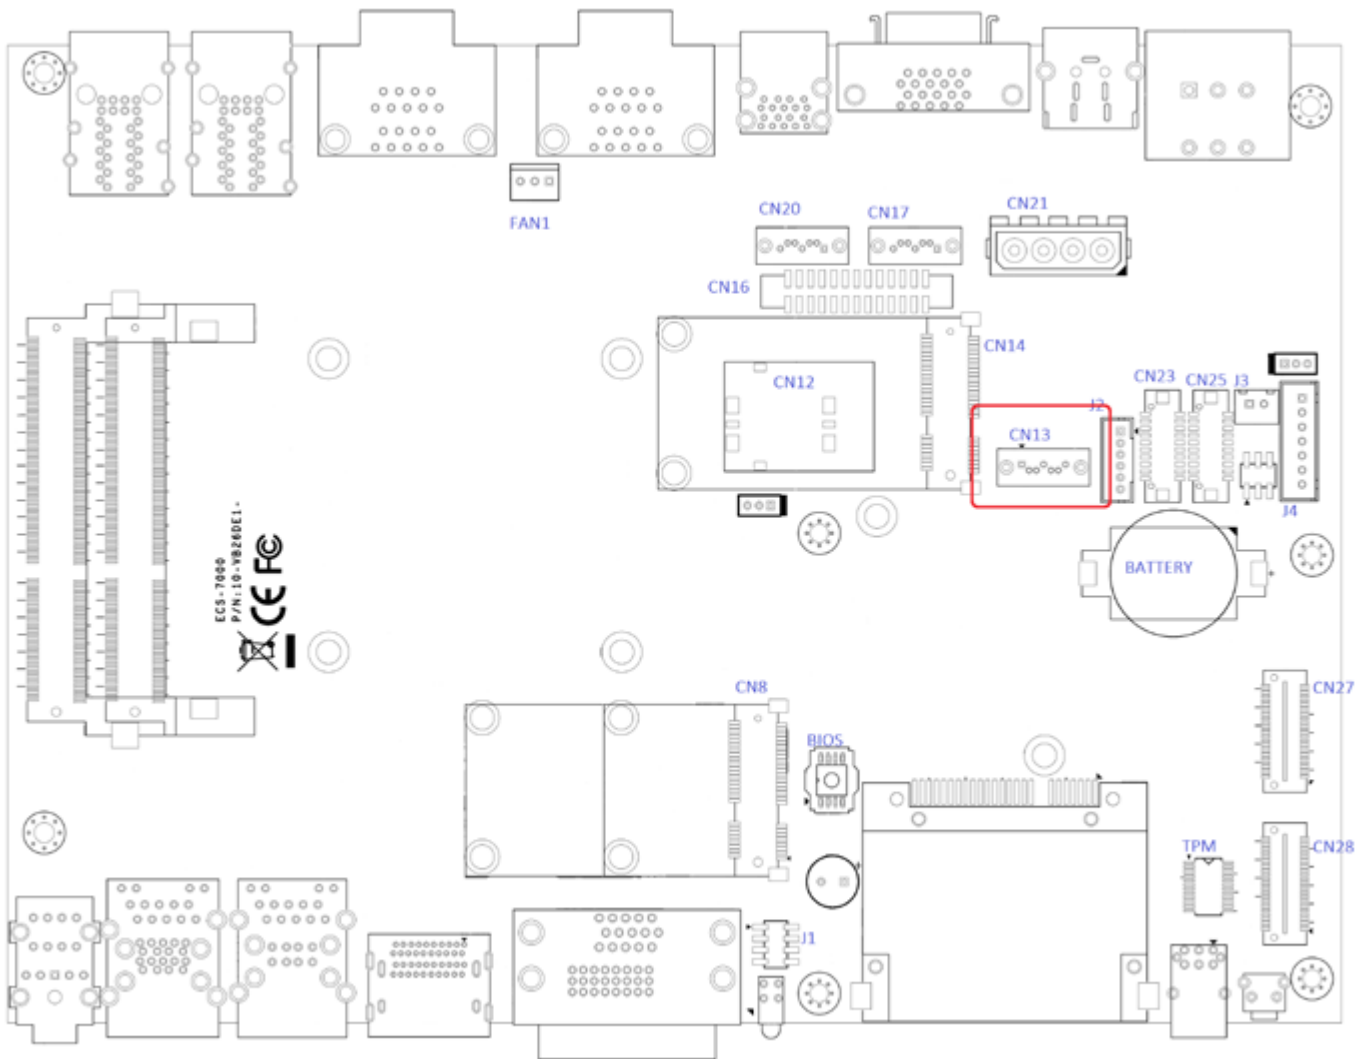 FAN1
CN20
CN17
CN21
CN16
CN14
CN12
CN23
CN25
J3
J2
CN13
J4
BATTERY
ECS-7000
P/N:10-VB26DE1-
CE FC
CN8
CN27
BIOS
TPM
CN28
J1